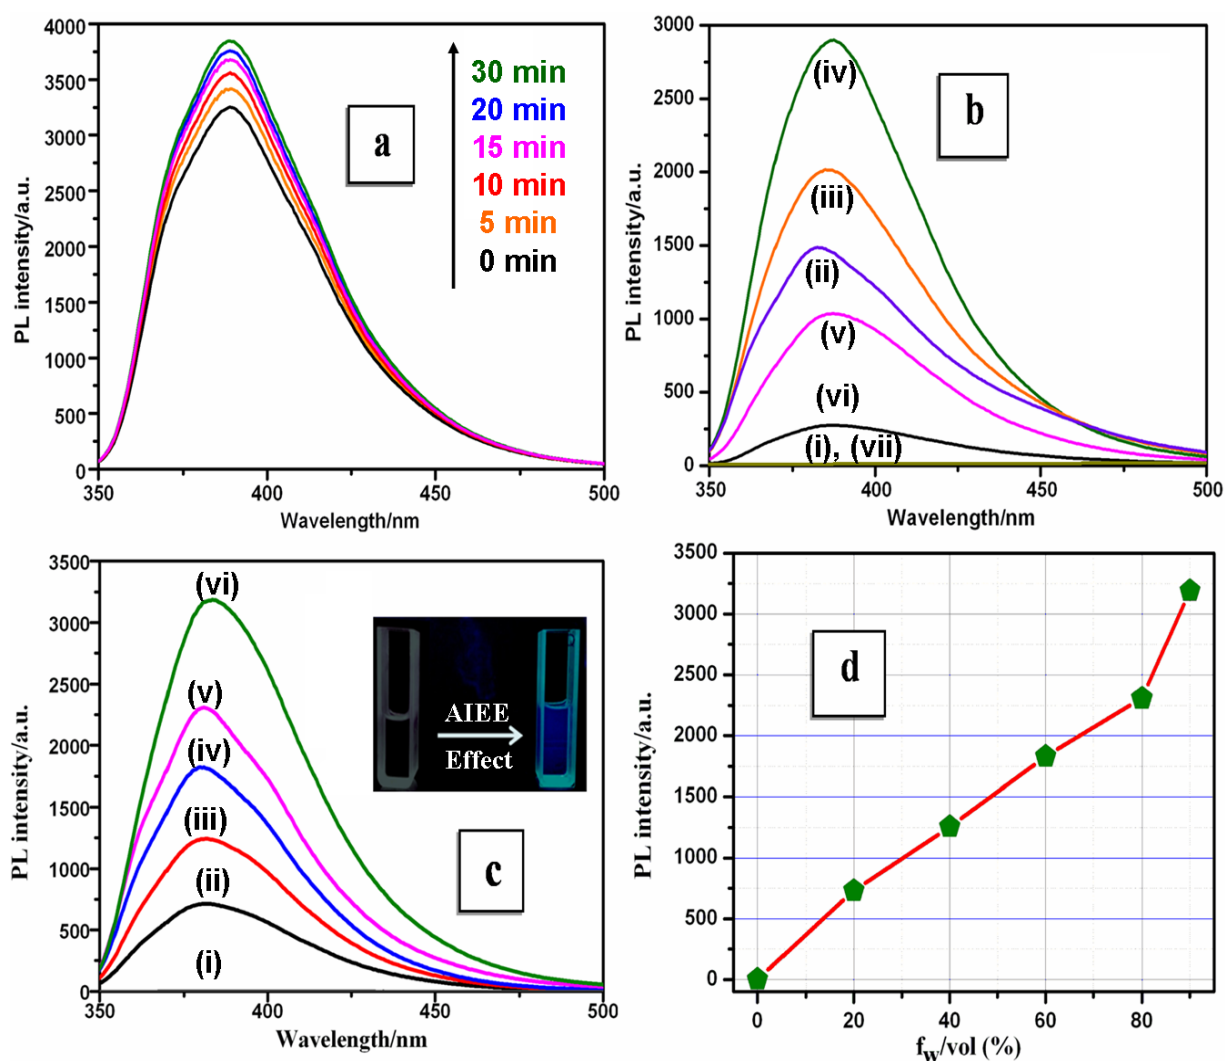 4000
3500
3000
2500
2000
1500
1000
500
0
PL intensity/a.u.
350
400
450
500
Wavelength/nm
a
30 min
20 min
15 min
10 min
5 min
0 min
3000
2500
2000
1500
1000
500
0
PL intensity/a.u.
350
400
450
500
Wavelength/nm
b
(iv)
(iii)
(ii)
(v)
(vi)
(i), (vii)
3500
3000
2500
2000
1500
1000
500
0
PL intensity/a.u.
350
400
450
500
Wavelength/nm
(vi)
(v)
(iv)
(iii)
(ii)
(i)
AIEE
Effect
c
3500
3000
2500
2000
1500
1000
500
0
PL intensity/a.u.
0
20
40
60
80
fw/vol (%)
d